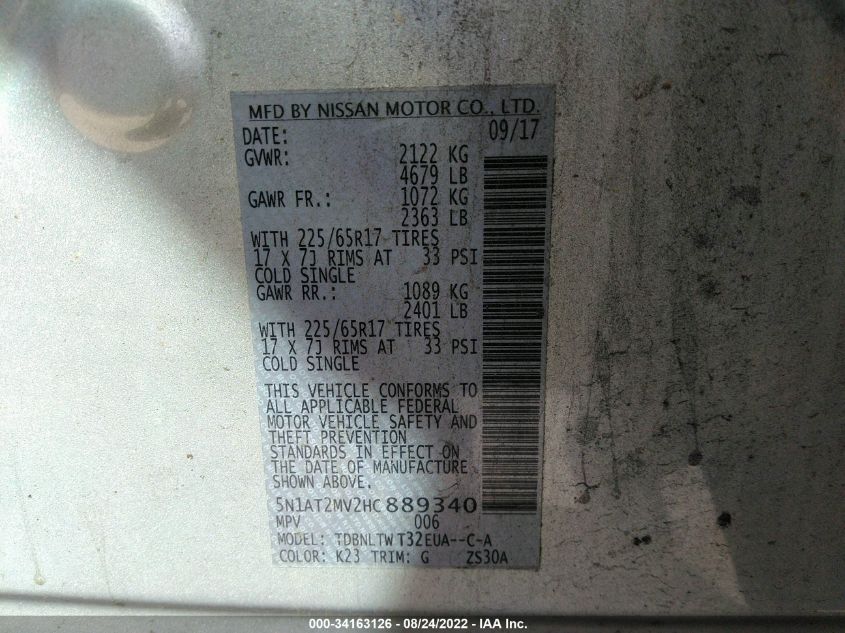 MFD BY NISSAN MOTOR CO., LTD.
DATE: 09/17
GVWR: 2122 KG
4679 LB
GAWR FR.: 1072 KG
2363 LB
WITH 225/65R17 TIRES
17 X 7J RIMS AT 33 PSI
COLD SINGLE
GAWR RR.: 1089 KG
2401 LB
WITH 225/65R17 TIRES
17 X 7J RIMS AT 33 PSI
COLD SINGLE
THIS VEHICLE CONFORMS TO
ALL APPLICABLE FEDERAL
MOTOR VEHICLE SAFETY AND
THEFT PREVENTION
STANDARDS IN EFFECT ON
THE DATE OF MANUFACTURE
SHOWN ABOVE.
5N1AT2MV2HC889340
MPV 006
MODEL: TDBNLTWT32EUA--C-A
COLOR: K23 TRIM: G ZS30A
000-34163126 - 08/24/2022 - IAA Inc.